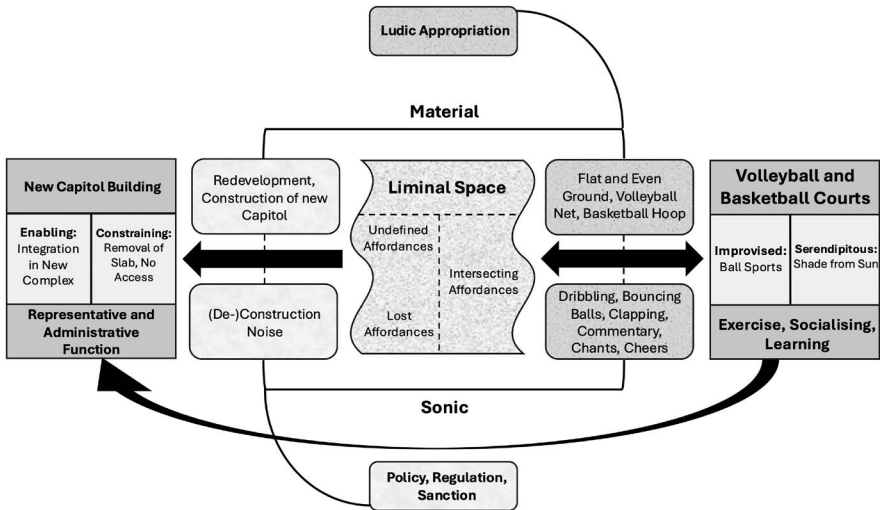 Ludic Appropriation
Material
New Capitol Building
Enabling:
Integration
in New
Complex
Constraining:
Removal of
Slab, No
Access
Representative and
Administrative
Function
Redevelopment,
Construction of new
Capitol
(De-)Construction
Noise
Liminal Space
Undefined
Affordances
Intersecting
Affordances
Lost
Affordances
Flat and Even
Ground, Volleyball
Net, Basketball Hoop
Dribbling, Bouncing
Balls, Clapping,
Commentary,
Chants, Cheers
Volleyball and
Basketball Courts
Improvised:
Ball Sports
Serendipitous:
Shade from Sun
Exercise, Socialising,
Learning
Sonic
Policy, Regulation,
Sanction